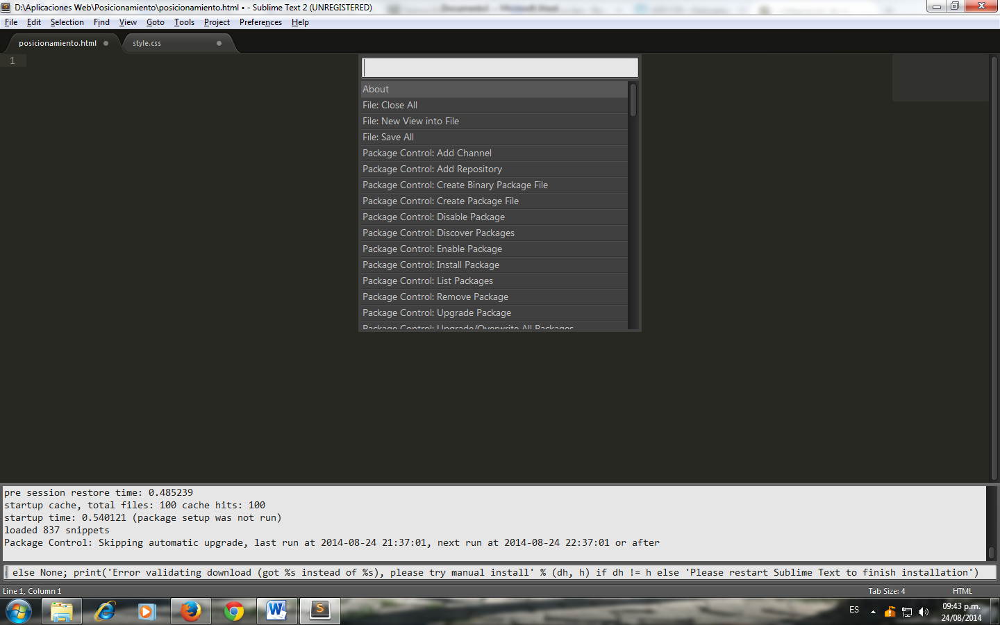 D:\Aplicaciones Web\Posicionamiento\posicionamiento.html • - Sublime Text 2 (UNREGISTERED)
File Edit Selection Find View Goto Tools Project Preferences Help
posicionamiento.html style.css
1
About
File: Close All
File: New View into File
File: Save All
Package Control: Add Channel
Package Control: Add Repository
Package Control: Create Binary Package File
Package Control: Create Package File
Package Control: Disable Package
Package Control: Discover Packages
Package Control: Enable Package
Package Control: Install Package
Package Control: List Packages
Package Control: Remove Package
Package Control: Upgrade Package
Package Control: Upgrade/Overwrite All Packages
pre session restore time: 0.485239
startup cache, total files: 100 cache hits: 100
startup time: 0.540121 (package setup was not run)
loaded 837 snippets
Package Control: Skipping automatic upgrade, last run at 2014-08-24 21:37:01, next run at 2014-08-24 22:37:01 or after
else None; print('Error validating download (got %s instead of %s), please try manual install' % (dh, h) if dh != h else 'Please restart Sublime Text to finish installation')
Line 1, Column 1 Tab Size: 4 HTML
ES 09:43 p.m.
24/08/2014